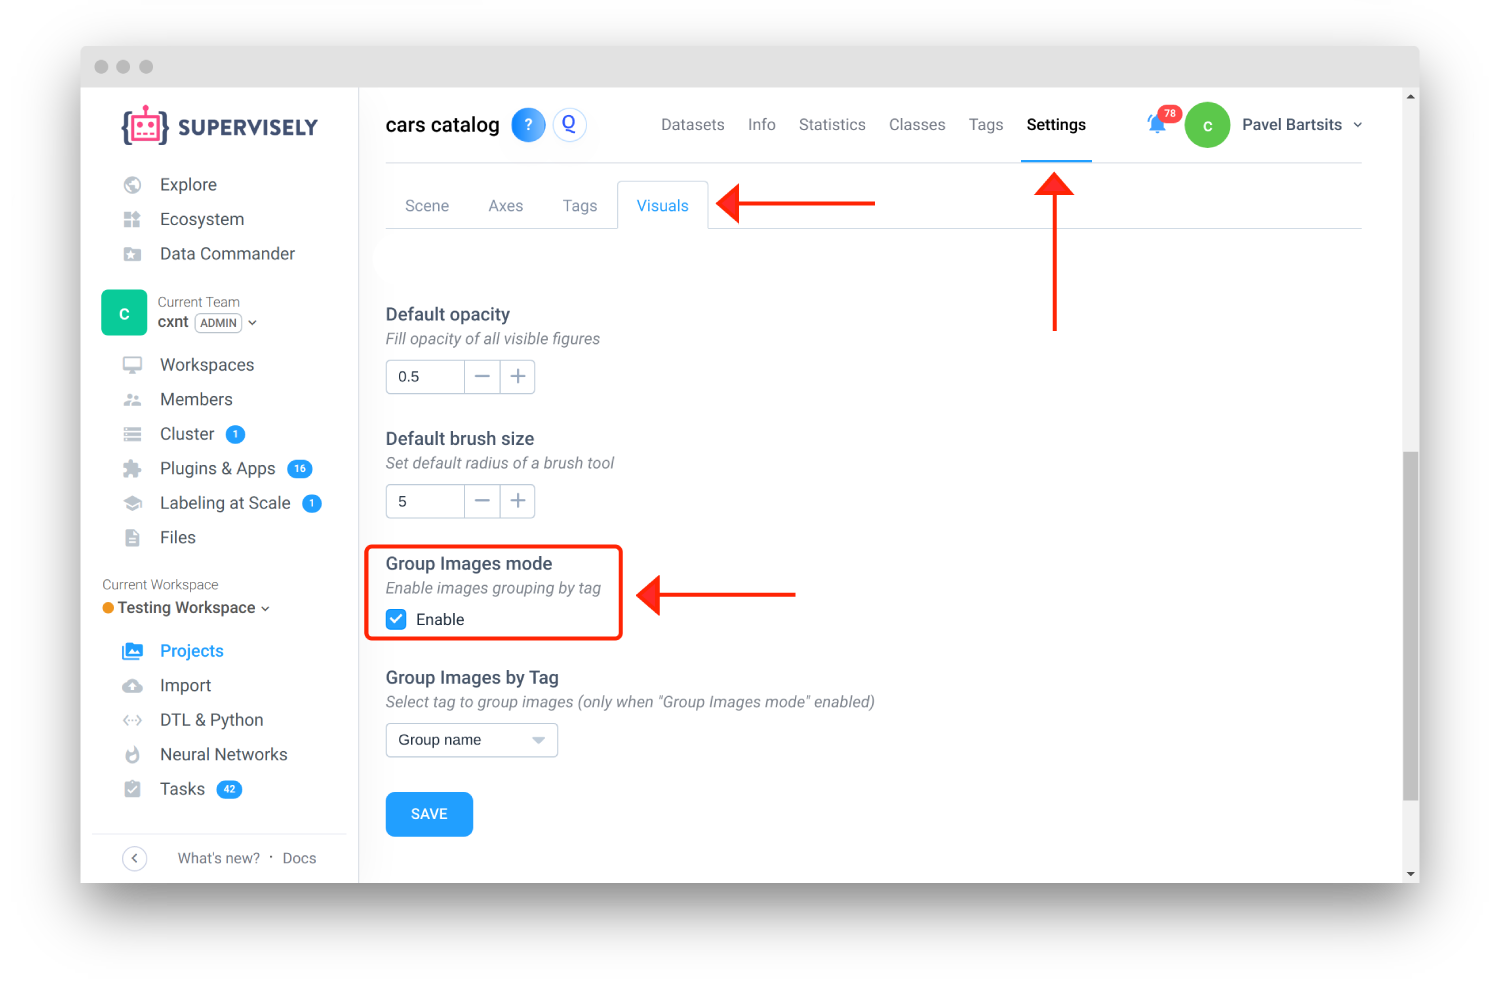 SUPERVISELY
cars catalog ? Q
Datasets Info Statistics Classes Tags Settings
78
C Pavel Bartsits
Explore
Ecosystem
Data Commander
C
Current Team
cxnt ADMIN
Workspaces
Members
Cluster 1
Plugins & Apps 16
Labeling at Scale 1
Files
Current Workspace
Testing Workspace
Projects
Import
DTL & Python
Neural Networks
Tasks 42
What's new? · Docs
Scene Axes Tags Visuals
Default opacity
Fill opacity of all visible figures
0.5
Default brush size
Set default radius of a brush tool
5
Group Images mode
Enable images grouping by tag
Enable
Group Images by Tag
Select tag to group images (only when "Group Images mode" enabled)
Group name
SAVE